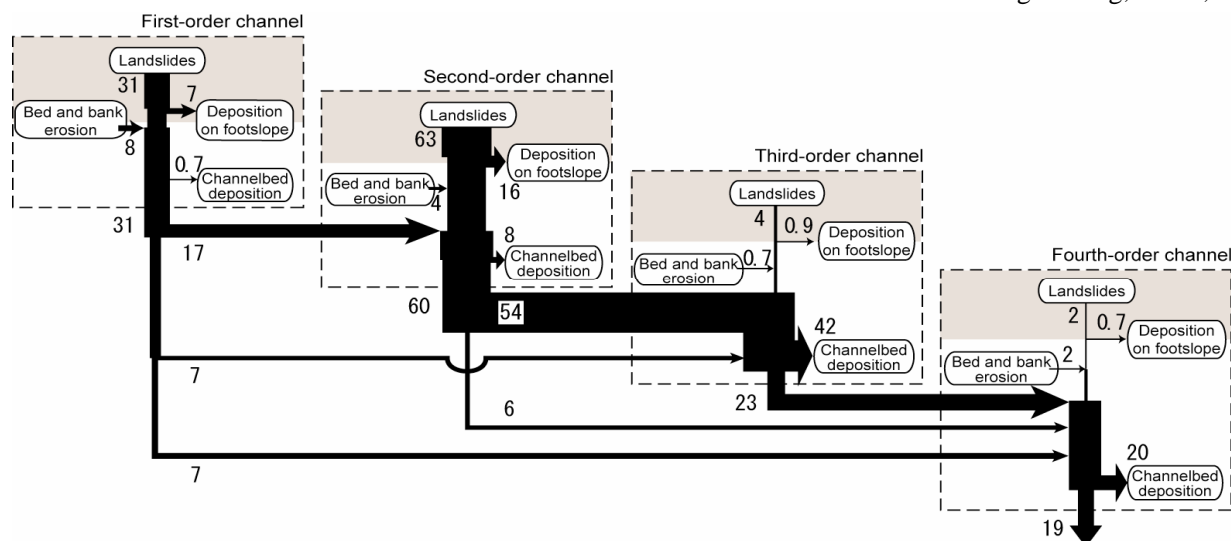 First-order channel
Landslides
31
7
Deposition
on footslope
Bed and bank
erosion
8
0.7
Channelbed
deposition
31
17
Second-order channel
Landslides
63
Deposition
on footslope
16
Bed and bank
erosion
4
8
Channelbed
deposition
60
54
Third-order channel
Landslides
4
0.9
Deposition
on footslope
Bed and bank
erosion
0.7
42
Channelbed
deposition
7
23
Fourth-order channel
Landslides
2
0.7
Deposition
on footslope
Bed and bank
erosion
2
6
7
20
Channelbed
deposition
19